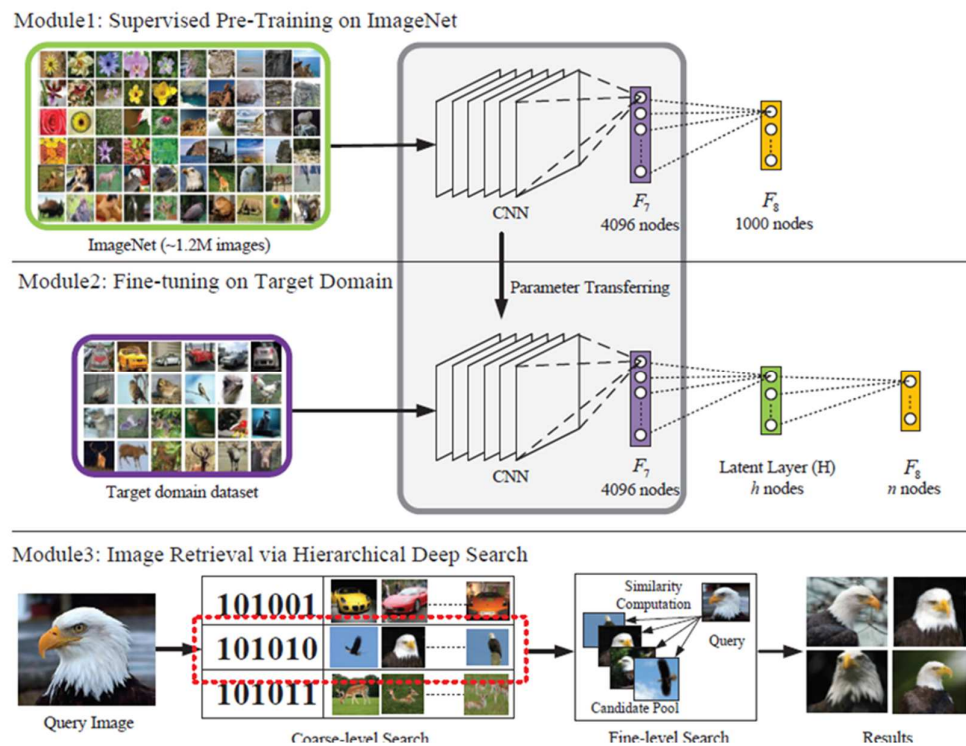 Module1: Supervised Pre-Training on ImageNet
CNN
F7
F8
4096 nodes
1000 nodes
ImageNet (~1.2M images)
Module2: Fine-tuning on Target Domain
Parameter Transferring
CNN
F7
Latent Layer (H)
F8
4096 nodes
h nodes
n nodes
Target domain dataset
Module3: Image Retrieval via Hierarchical Deep Search
101001
101010
101011
Similarity
Computation
Query
Candidate Pool
Query Image
Coarse-level Search
Fine-level Search
Results